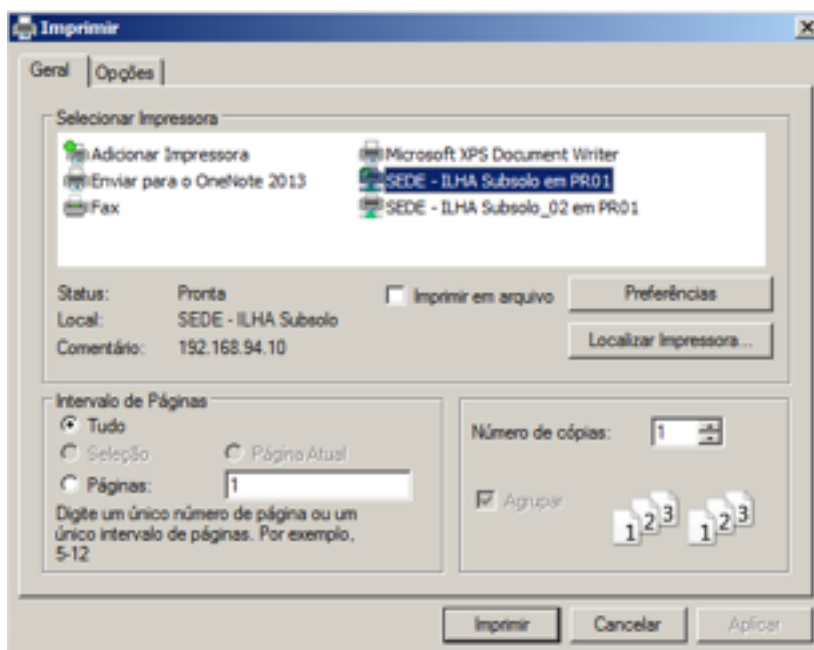 Imprimir
Geral
Opções
Selecionar Impressora
Adicionar Impressora
Microsoft XPS Document Writer
Enviar para o OneNote 2013
SEDE - ILHA Subsolo em PR01
Fax
SEDE - ILHA Subsolo_02 em PR01
Status: Pronta
Imprimir em arquivo
Preferências
Local: SEDE - ILHA Subsolo
Comentário: 192.168.94.10
Localizar Impressora...
Intervalo de Páginas
Tudo
Seleção
Página Atual
Páginas: 1
Digite um único número de página ou um
único intervalo de páginas. Por exemplo,
5-12
Número de cópias: 1
Agrupar
1 2 3 1 2 3
Imprimir
Cancelar
Aplicar